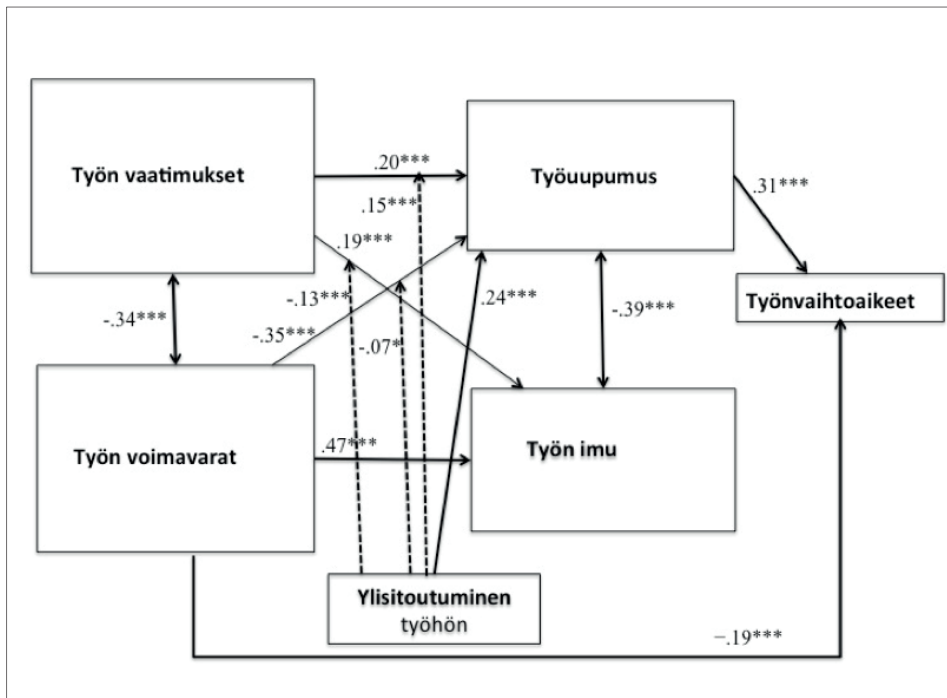 Työn vaatimukset
.20***
Työuupumus
.31***
.15***
.19***
-.13***
.24***
Työnvaihtoaikeet
-.34***
-.35***
-.07*
-.39***
Työn voimavarat
.47***
Työn imu
Ylisitoutuminen
työhön
−.19***